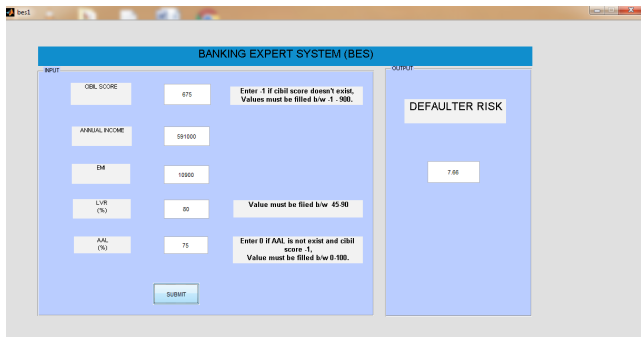 bes1
BANKING EXPERT SYSTEM (BES)
INPUT
CIBIL SCORE
675
Enter -1 if cibil score doesn't exist,
Values must be filled b/w -1 - 900.
ANNUAL INCOME
591000
EMI
10900
LVR
(%)
80
Value must be flied b/w 45-90
AAL
(%)
75
Enter 0 if AAL is not exist and cibil
score -1,
Value must be filled b/w 0-100.
SUBMIT
OUTPUT
DEFAULTER RISK
7.66